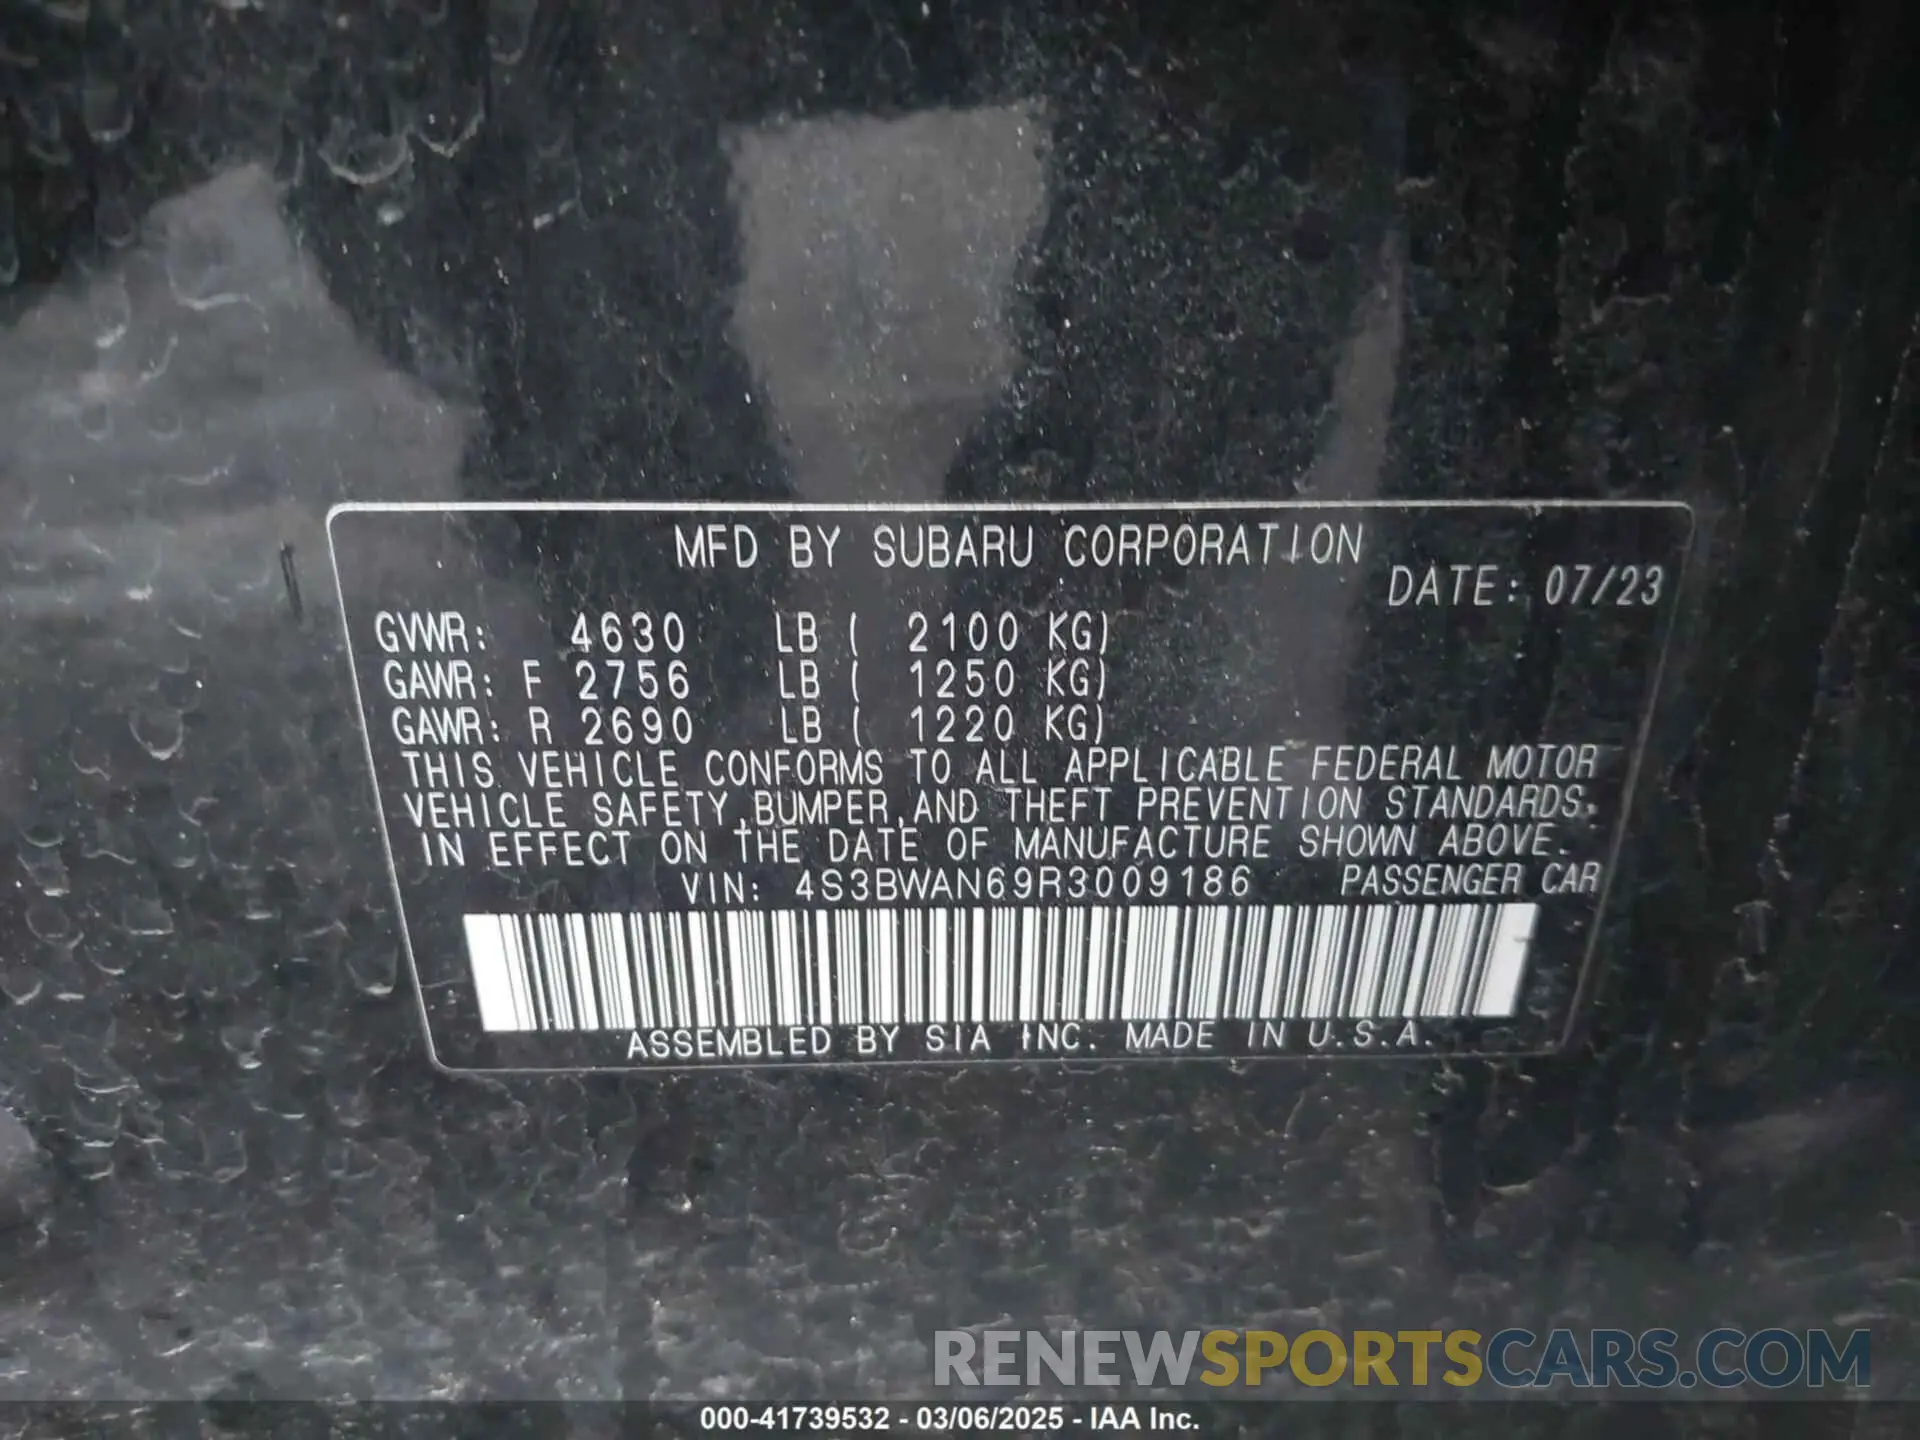 MFD BY SUBARU CORPORATION
DATE: 07/23
GVWR: 4630 LB ( 2100 KG)
GAWR: F 2756 LB ( 1250 KG)
GAWR: R 2690 LB ( 1220 KG)
THIS VEHICLE CONFORMS TO ALL APPLICABLE FEDERAL MOTOR
VEHICLE SAFETY,BUMPER,AND THEFT PREVENTION STANDARDS.
IN EFFECT ON THE DATE OF MANUFACTURE SHOWN ABOVE.
VIN: 4S3BWAN69R3009186 PASSENGER CAR
ASSEMBLED BY SIA INC. MADE IN U.S.A.
RENEWSPORTSCARS.COM
000-41739532 - 03/06/2025 - IAA Inc.